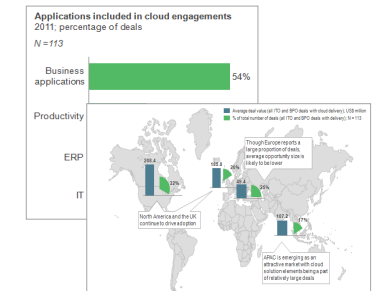 Applications included in cloud engagements
2011; percentage of deals
N =113
Business
applications
54%
Productivity
ERP
IT
Average deal value (all ITO and BPO deals with cloud delivery); US$ million
% of total number of deals (all ITO and BPO deals with cloud delivery); N = 113
Though Europe reports a
large proportion of deals,
average opportunity size is
likely to be lower
32%
20%
25%
17%
North America and the UK
continue to drive adoption
APAC is emerging as an
attractive market with cloud
solution elements being a part
of relatively large deals